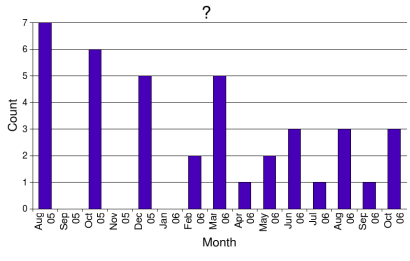 ?
7
6
5
4
3
2
1
0
Count
Aug 05
Sep 05
Oct 05
Nov 05
Dec 05
Jan 06
Feb 06
Mar 06
Apr 06
May 06
Jun 06
Jul 06
Aug 06
Sep 06
Oct 06
Month